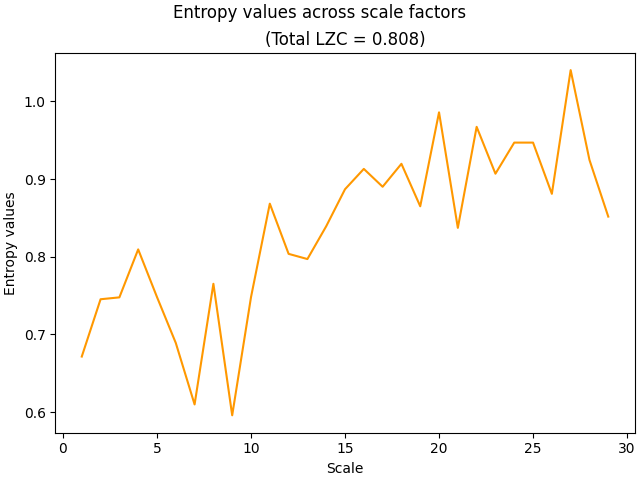 Entropy values across scale factors
(Total LZC = 0.808)
1.0
0.9
0.8
0.7
0.6
Entropy values
0 5 10 15 20 25 30
Scale